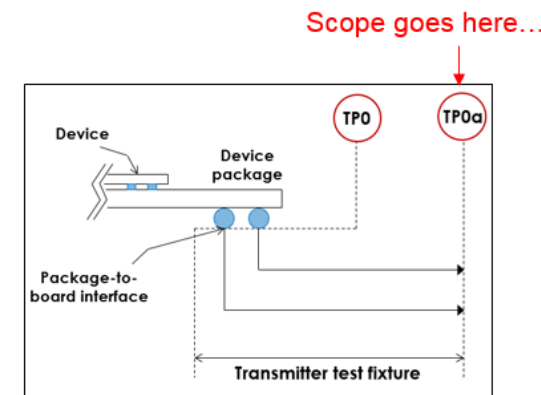 Scope goes here...
TP0
TP0a
Device
Device
package
Package-to-
board interface
Transmitter test fixture